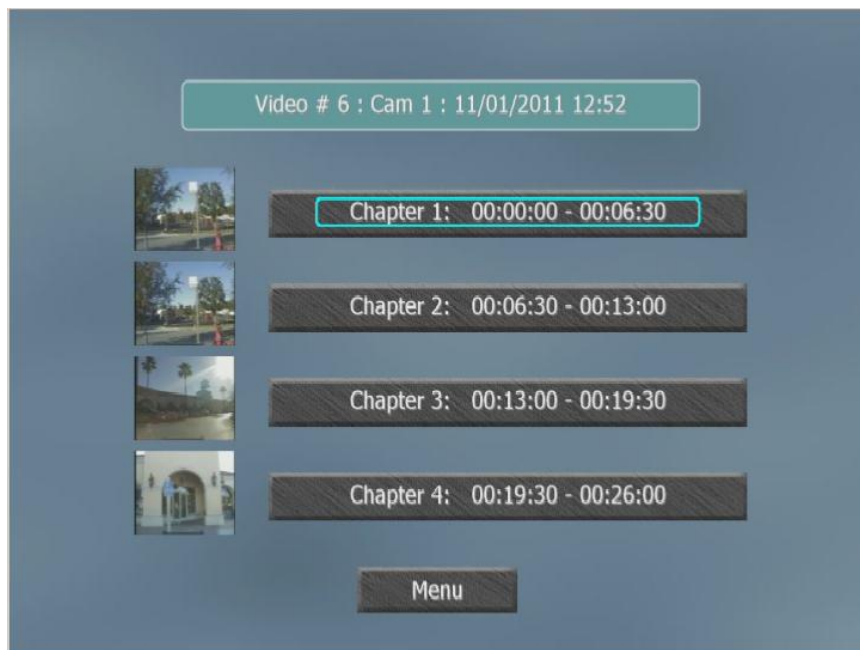 Video # 6 : Cam 1 : 11/01/2011 12:52
Chapter 1: 00:00:00 - 00:06:30
Chapter 2: 00:06:30 - 00:13:00
Chapter 3: 00:13:00 - 00:19:30
Chapter 4: 00:19:30 - 00:26:00
Menu